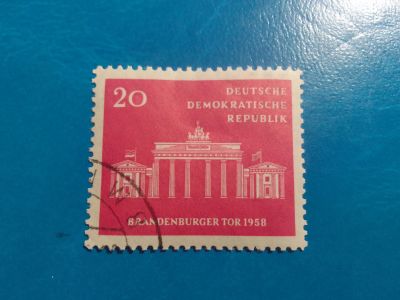 20
DEUTSCHE
DEMOKRATISCHE
REPUBLIK
BRANDENBURGER TOR 1958